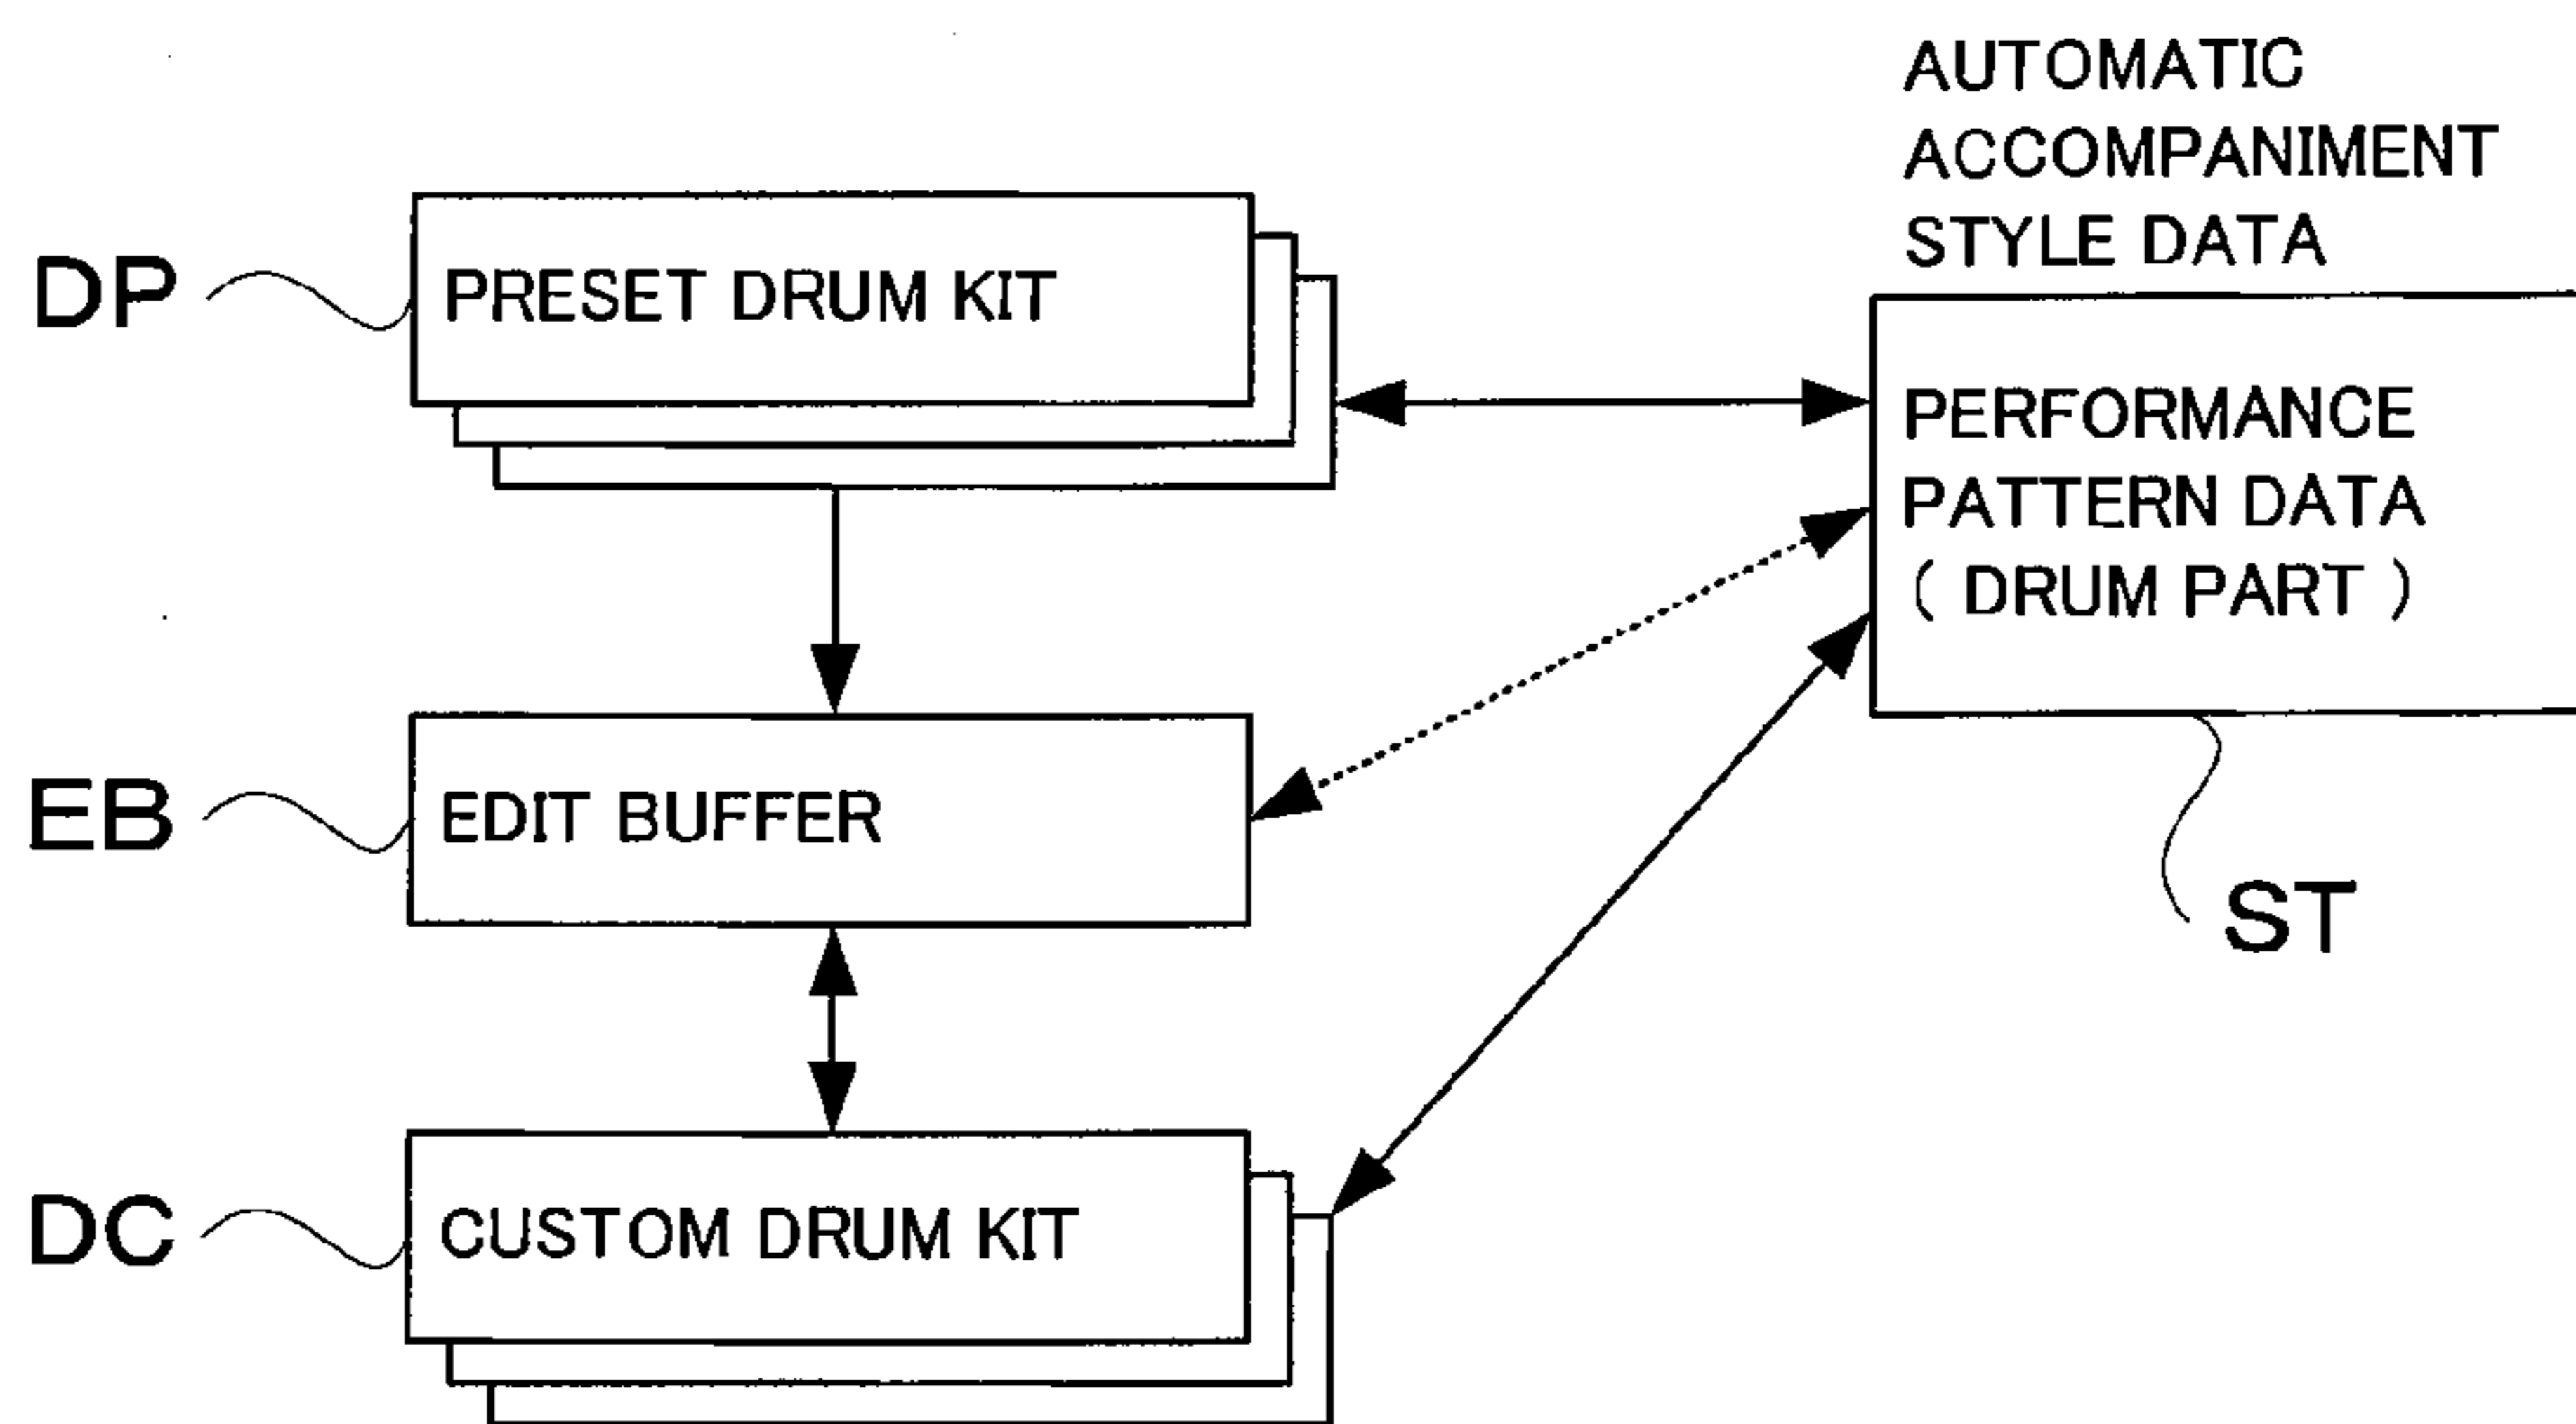 AUTOMATIC
ACCOMPANIMENT
STYLE DATA
DP
PRESET DRUM KIT
PERFORMANCE
PATTERN DATA
( DRUM PART )
EB
EDIT BUFFER
ST
DC
CUSTOM DRUM KIT